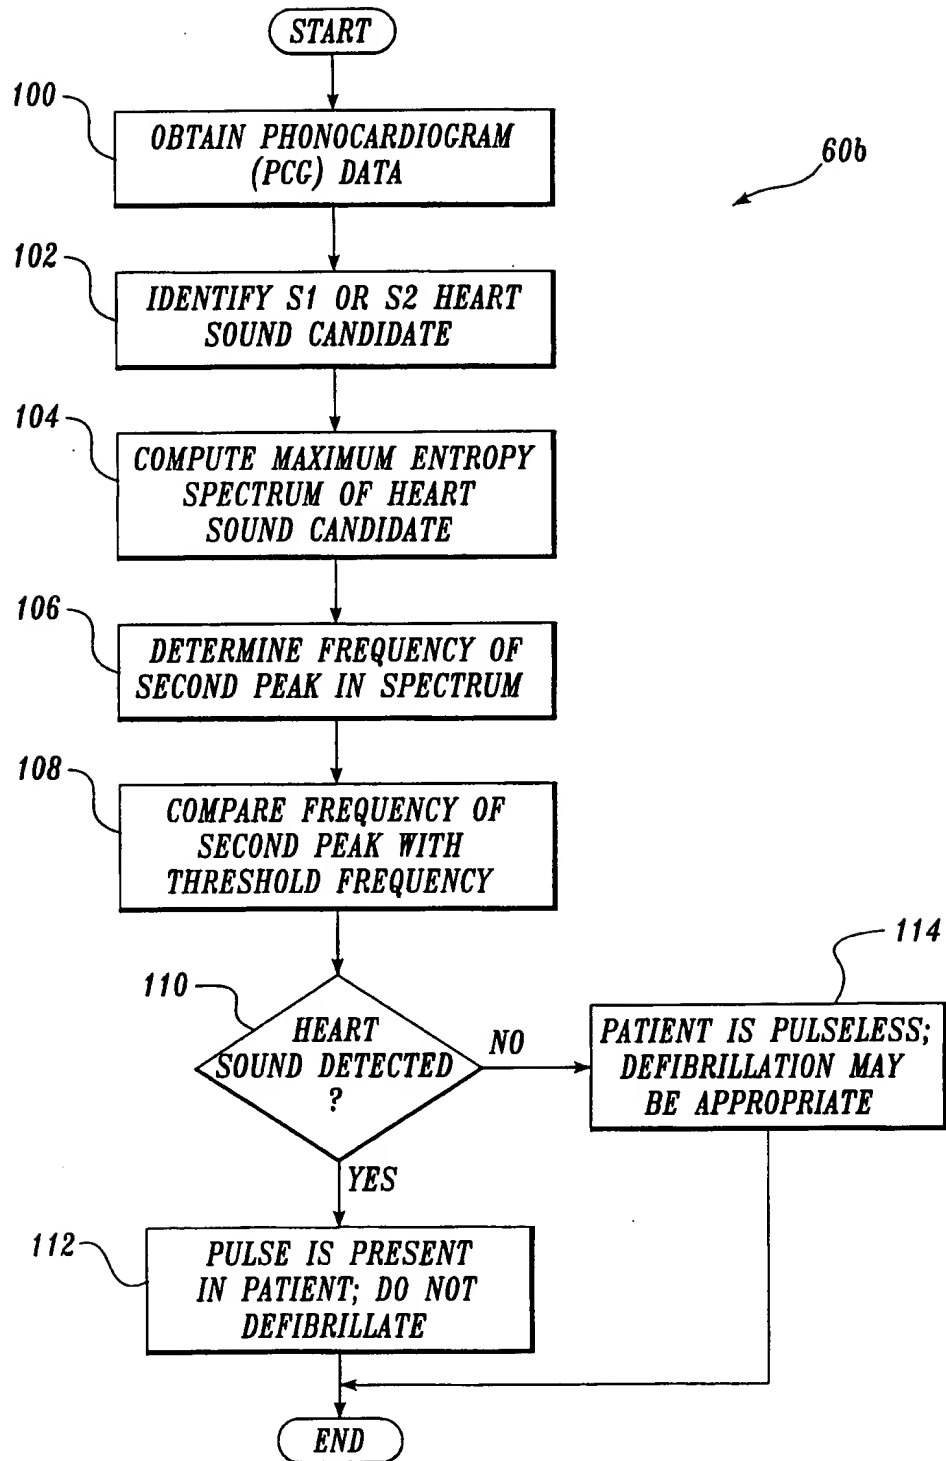 START
100
OBTAIN PHONOCARDIOGRAM
(PCG) DATA
60b
102
IDENTIFY S1 OR S2 HEART
SOUND CANDIDATE
104
COMPUTE MAXIMUM ENTROPY
SPECTRUM OF HEART
SOUND CANDIDATE
106
DETERMINE FREQUENCY OF
SECOND PEAK IN SPECTRUM
108
COMPARE FREQUENCY OF
SECOND PEAK WITH
THRESHOLD FREQUENCY
110
HEART
SOUND DETECTED
?
NO
114
PATIENT IS PULSELESS;
DEFIBRILLATION MAY
BE APPROPRIATE
YES
112
PULSE IS PRESENT
IN PATIENT; DO NOT
DEFIBRILLATE
END